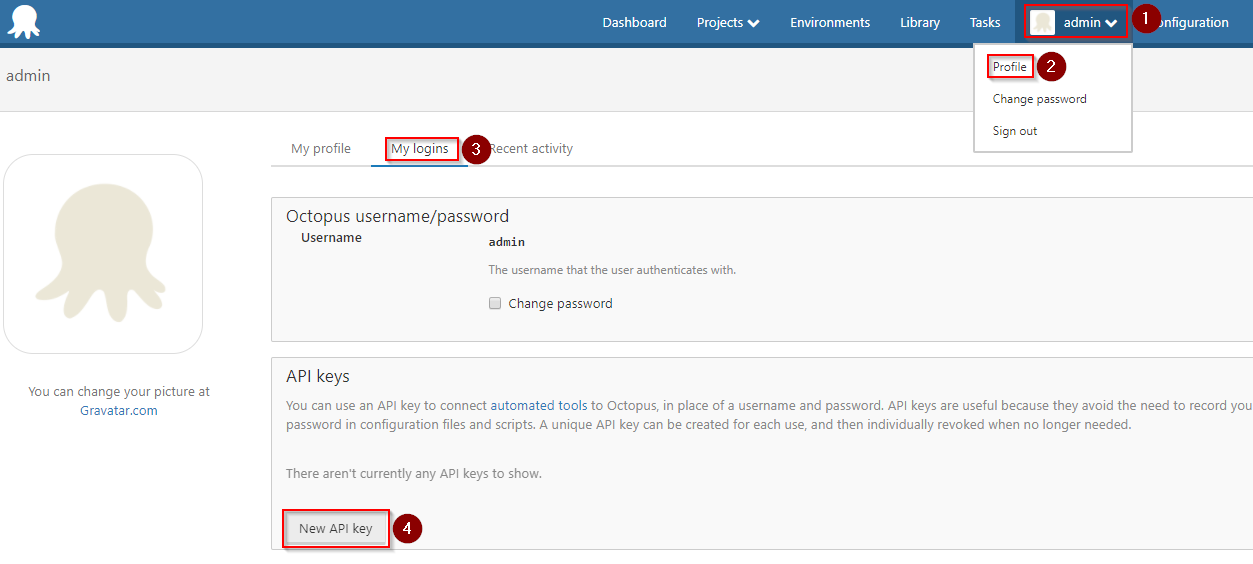 Dashboard Projects Environments Library Tasks admin 1 onfiguration
Profile 2
Change password
Sign out
admin
My profile My logins 3 Recent activity
Octopus username/password
Username admin
The username that the user authenticates with.
Change password
You can change your picture at
Gravatar.com
API keys
You can use an API key to connect automated tools to Octopus, in place of a username and password. API keys are useful because they avoid the need to record you
password in configuration files and scripts. A unique API key can be created for each use, and then individually revoked when no longer needed.
There aren't currently any API keys to show.
New API key 4